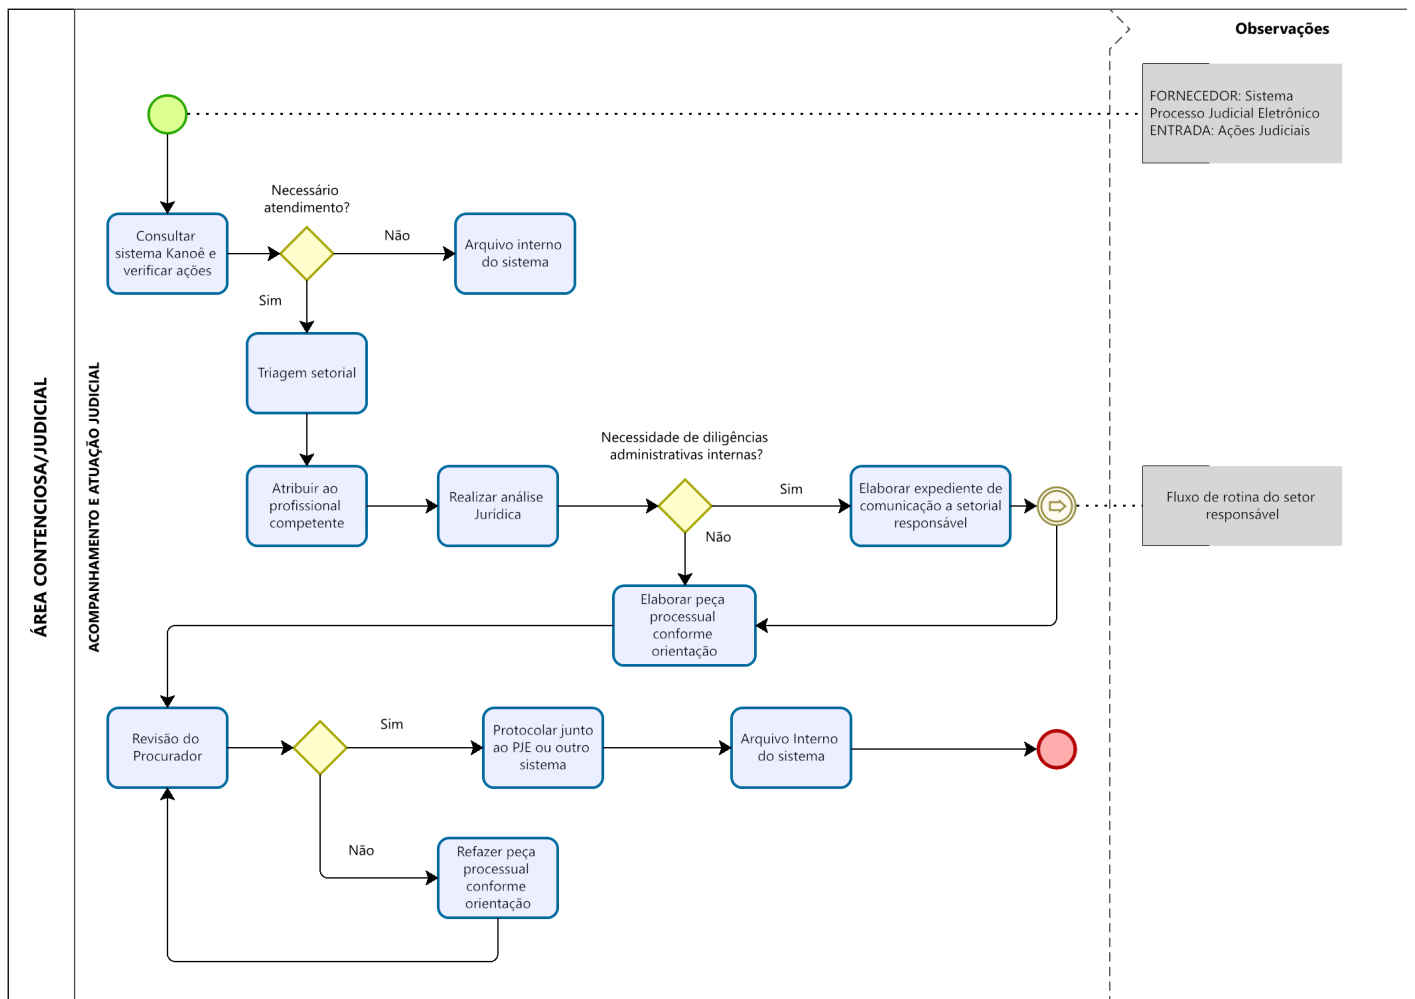 Observações
FORNECEDOR: Sistema
Processo Judicial Eletrônico
ENTRADA: Ações Judiciais
ÁREA CONTENCIOSA/JUDICIAL
ACOMPANHAMENTO E ATUAÇÃO JUDICIAL
Consultar
sistema Kanoê e
verificar ações
Necessário
atendimento?
Não
Arquivo interno
do sistema
Sim
Triagem setorial
Atribuir ao
profissional
competente
Realizar análise
Jurídica
Necessidade de diligências
administrativas internas?
Sim
Elaborar expediente de
comunicação a setorial
responsável
Fluxo de rotina do setor
responsável
Não
Elaborar peça
processual
conforme
orientação
Revisão do
Procurador
Sim
Protocolar junto
ao PJE ou outro
sistema
Arquivo Interno
do sistema
Não
Refazer peça
processual
conforme
orientação